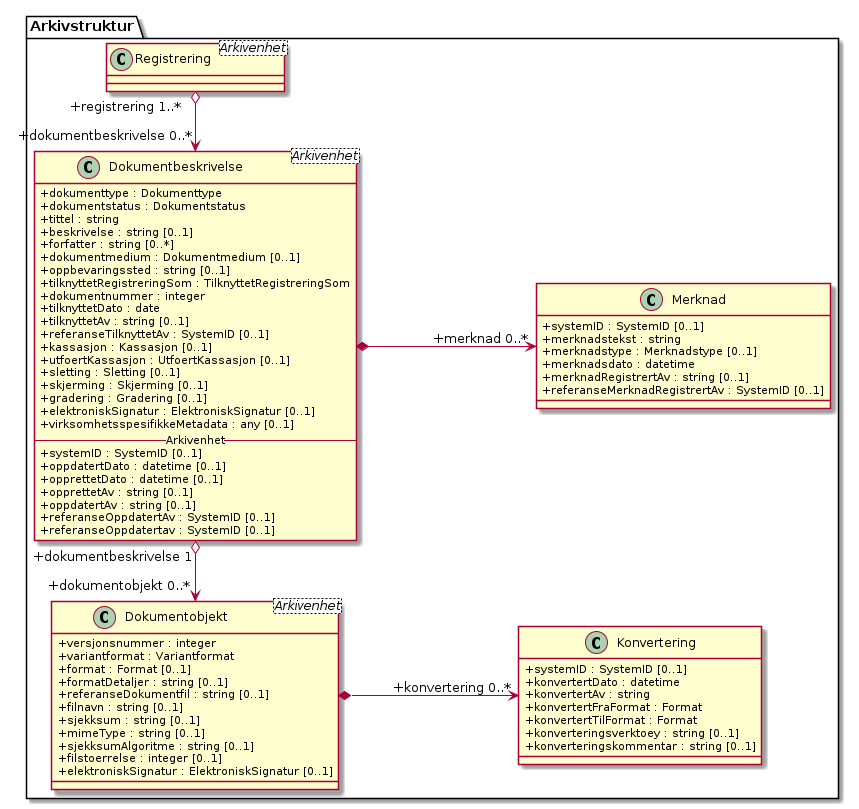 Arkivstruktur
Arkivenhet
C Registrering
+registrering 1..*
+dokumentbeskrivelse 0..*
Arkivenhet
C Dokumentbeskrivelse
+dokumenttype : Dokumenttype
+dokumentstatus : Dokumentstatus
+tittel : string
+beskrivelse : string [0..1]
+forfatter : string [0..*]
+dokumentmedium : Dokumentmedium [0..1]
+oppbevaringssted : string [0..1]
+tilknyttetRegistreringSom : TilknyttetRegistreringSom
+dokumentnummer : integer
+tilknyttetDato : date
+tilknyttetAv : string [0..1]
+referanseTilknyttetAv : SystemID [0..1]
+kassasjon : Kassasjon [0..1]
+utfoertKassasjon : UtfoertKassasjon [0..1]
+sletting : Sletting [0..1]
+skjerming : Skjerming [0..1]
+gradering : Gradering [0..1]
+elektroniskSignatur : ElektroniskSignatur [0..1]
+virksomhetsspesifikkeMetadata : any [0..1]
Arkivenhet
+systemID : SystemID [0..1]
+oppdatertDato : datetime [0..1]
+opprettetDato : datetime [0..1]
+opprettetAv : string [0..1]
+oppdatertAv : string [0..1]
+referanseOppdatertAv : SystemID [0..1]
+referanseOppdatertav : SystemID [0..1]
+merknad 0..*
C Merknad
+systemID : SystemID [0..1]
+merknadstekst : string
+merknadstype : Merknadstype [0..1]
+merknadsdato : datetime
+merknadRegistrertAv : string [0..1]
+referanseMerknadRegistrertAv : SystemID [0..1]
+dokumentbeskrivelse 1
+dokumentobjekt 0..*
Arkivenhet
C Dokumentobjekt
+versjonsnummer : integer
+variantformat : Variantformat
+format : Format [0..1]
+formatDetaljer : string [0..1]
+referanseDokumentfil : string [0..1]
+filnavn : string [0..1]
+sjekksum : string [0..1]
+mimeType : string [0..1]
+sjekksumAlgoritme : string [0..1]
+filstoerrelse : integer [0..1]
+elektroniskSignatur : ElektroniskSignatur [0..1]
+konvertering 0..*
C Konvertering
+systemID : SystemID [0..1]
+konvertertDato : datetime
+konvertertAv : string
+konvertertFraFormat : Format
+konvertertTilFormat : Format
+konverteringsverktoey : string [0..1]
+konverteringskommentar : string [0..1]